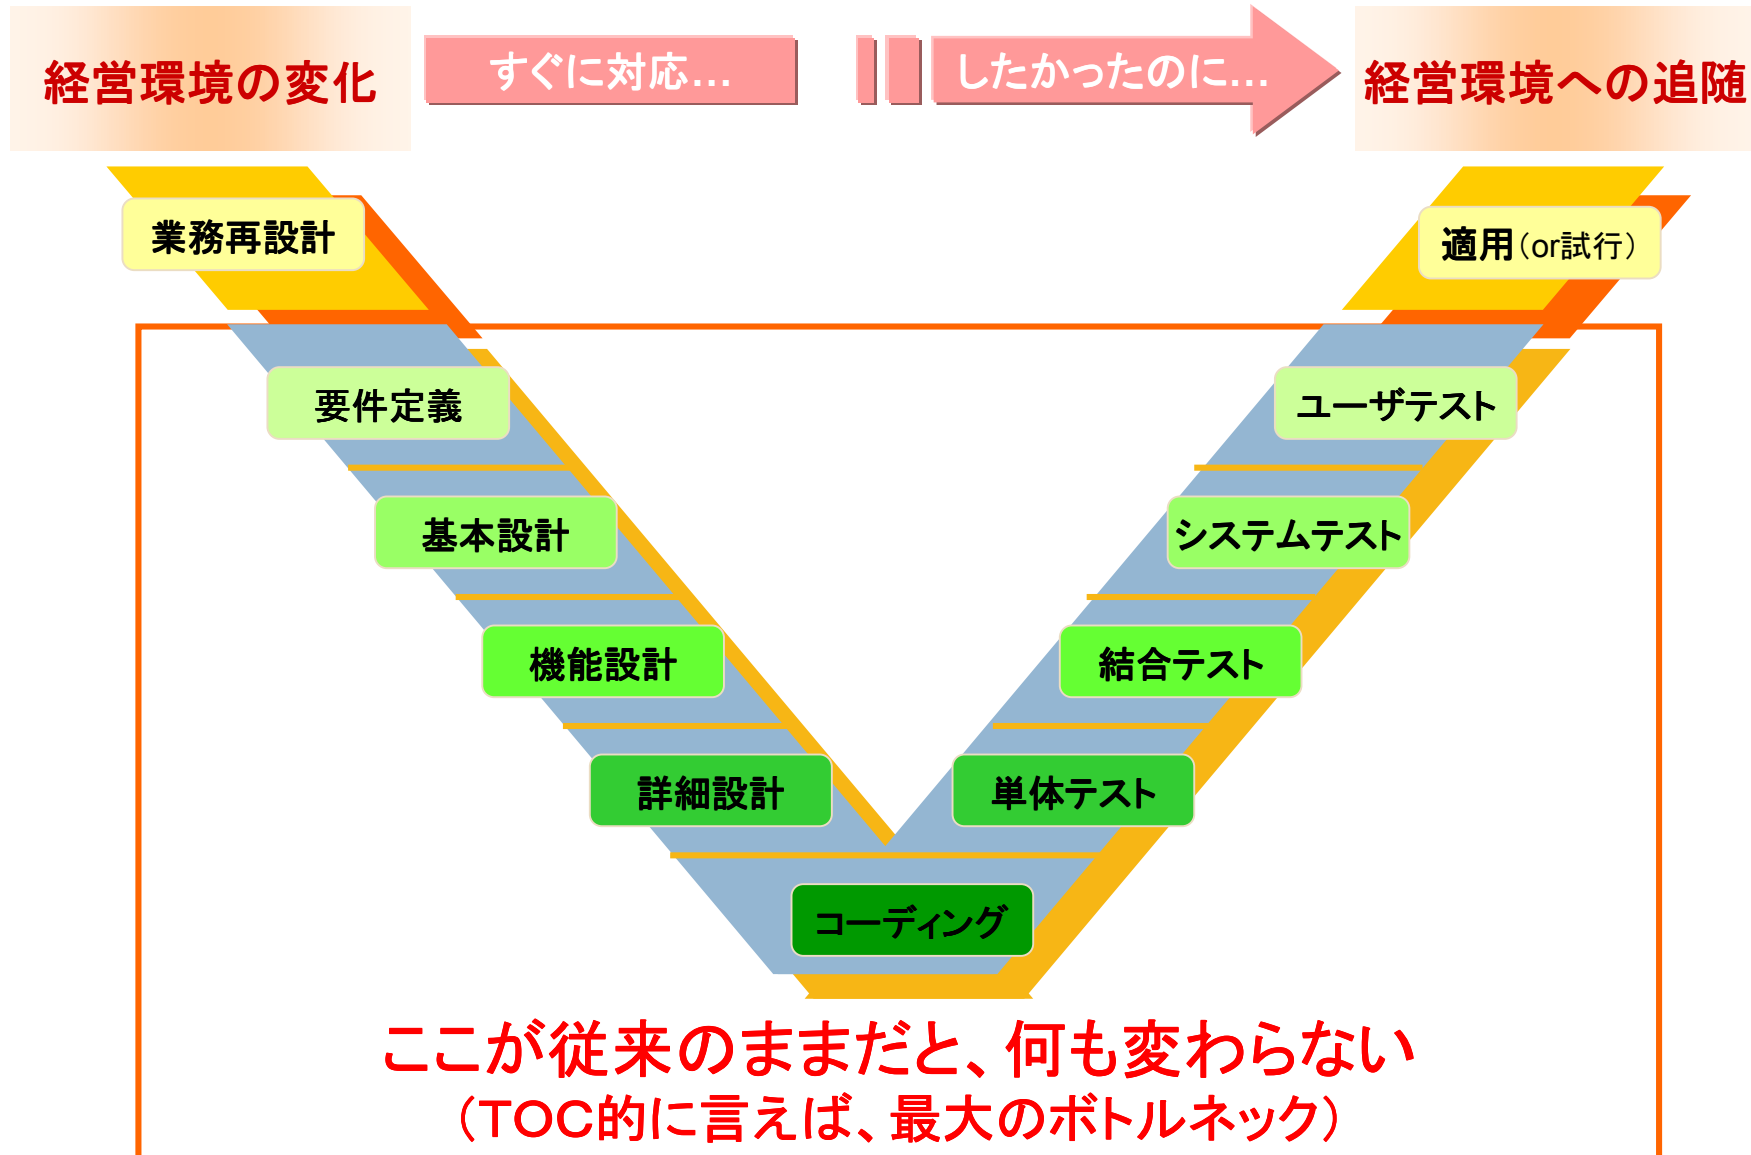 経営環境の変化
すぐに対応…
したかったのに…
経営環境への追随
業務再設計
適用（or試行）
要件定義
ユーザテスト
基本設計
システムテスト
機能設計
結合テスト
詳細設計
単体テスト
コーディング
ここが従来のままだと、何も変わらない
（TOC的に言えば、最大のボトルネック）